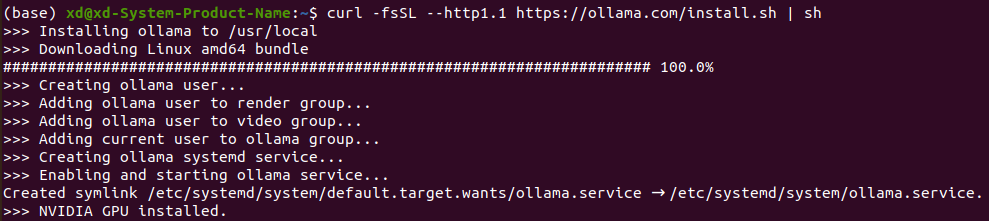 (base) xd@xd-System-Product-Name:~$ curl -fsSL --http1.1 https://ollama.com/install.sh | sh
>>> Installing ollama to /usr/local
>>> Downloading Linux amd64 bundle
######################################################################## 100.0%
>>> Creating ollama user...
>>> Adding ollama user to render group...
>>> Adding ollama user to video group...
>>> Adding current user to ollama group...
>>> Creating ollama systemd service...
>>> Enabling and starting ollama service...
Created symlink /etc/systemd/system/default.target.wants/ollama.service → /etc/systemd/system/ollama.service.
>>> NVIDIA GPU installed.